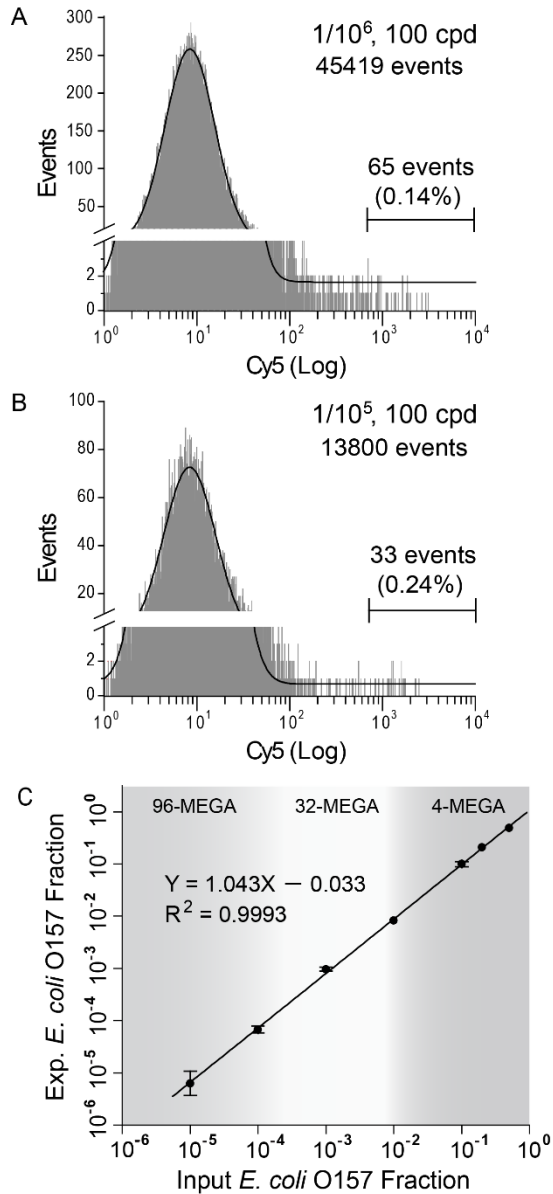 A
1/10⁶, 100 cpd
45419 events
65 events
(0.14%)
Events
300
250
200
150
100
50
2
0
10⁰ 10¹ 10² 10³ 10⁴
Cy5 (Log)
B
1/10⁵, 100 cpd
13800 events
33 events
(0.24%)
Events
100
80
60
40
20
2
0
10⁰ 10¹ 10² 10³ 10⁴
Cy5 (Log)
C
96-MEGA 32-MEGA 4-MEGA
Y = 1.043X − 0.033
R² = 0.9993
Exp. E. coli O157 Fraction
10⁰
10⁻¹
10⁻²
10⁻³
10⁻⁴
10⁻⁵
10⁻⁶
10⁻⁶ 10⁻⁵ 10⁻⁴ 10⁻³ 10⁻² 10⁻¹ 10⁰
Input E. coli O157 Fraction